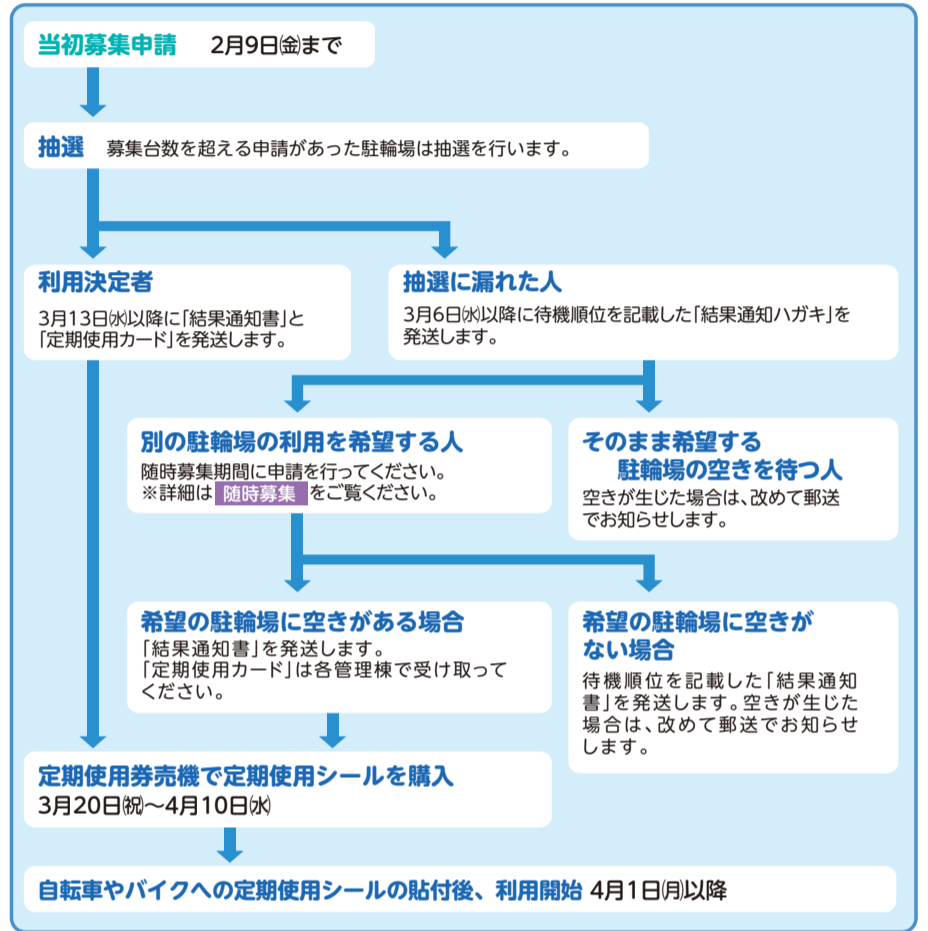 当初募集申請 2月9日㈮まで
抽選 募集台数を超える申請があった駐輪場は抽選を行います。
利用決定者
3月13日㈬以降に「結果通知書」と
「定期使用カード」を発送します。
抽選に漏れた人
3月6日㈬以降に待機順位を記載した「結果通知ハガキ」を
発送します。
別の駐輪場の利用を希望する人
随時募集期間に申請を行ってください。
※詳細は 随時募集 をご覧ください。
そのまま希望する
駐輪場の空きを待つ人
空きが生じた場合は、改めて郵送
でお知らせします。
希望の駐輪場に空きがある場合
「結果通知書」を発送します。
「定期使用カード」は各管理棟で受け取って
ください。
希望の駐輪場に空きが
ない場合
待機順位を記載した「結果通知
書」を発送します。空きが生じた
場合は、改めて郵送でお知らせ
します。
定期使用券売機で定期使用シールを購入
3月20日㈷〜4月10日㈬
自転車やバイクへの定期使用シールの貼付後、利用開始 4月1日㈪以降